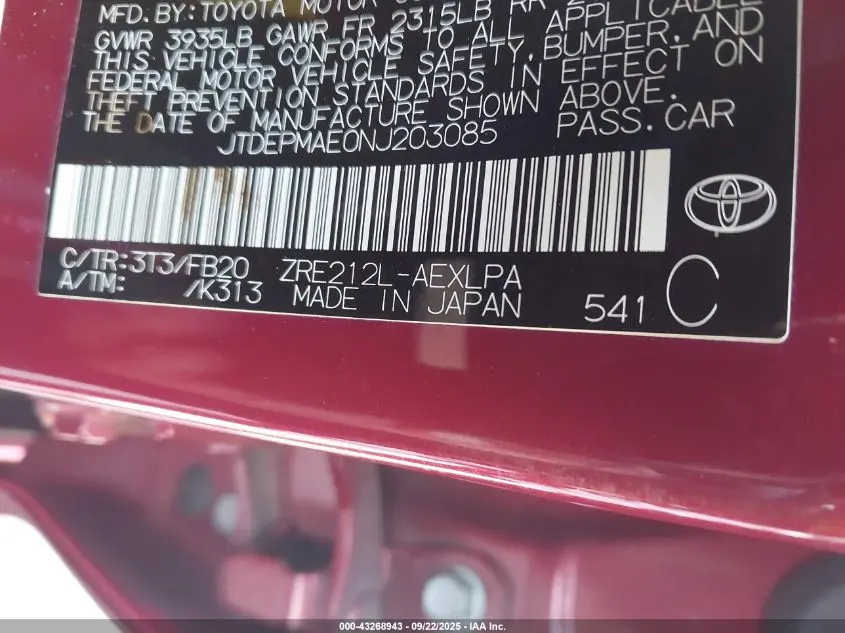 MFD. BY: TOYOTA MOTOR
GVWR 3935LB GAWR FR 2315LB RR
THIS VEHICLE CONFORMS TO ALL APPLICABLE
FEDERAL MOTOR VEHICLE SAFETY, BUMPER, AND
THEFT PREVENTION STANDARDS IN EFFECT ON
THE DATE OF MANUFACTURE SHOWN ABOVE.
JTDEPMAE0NJ203085 PASS. CAR
C/TR: 3T3/FB20 ZRE212L-AEXLPA
A/TM: /K313 MADE IN JAPAN 541 C
000-43268943 / 09/22/2025 - IAA Inc.